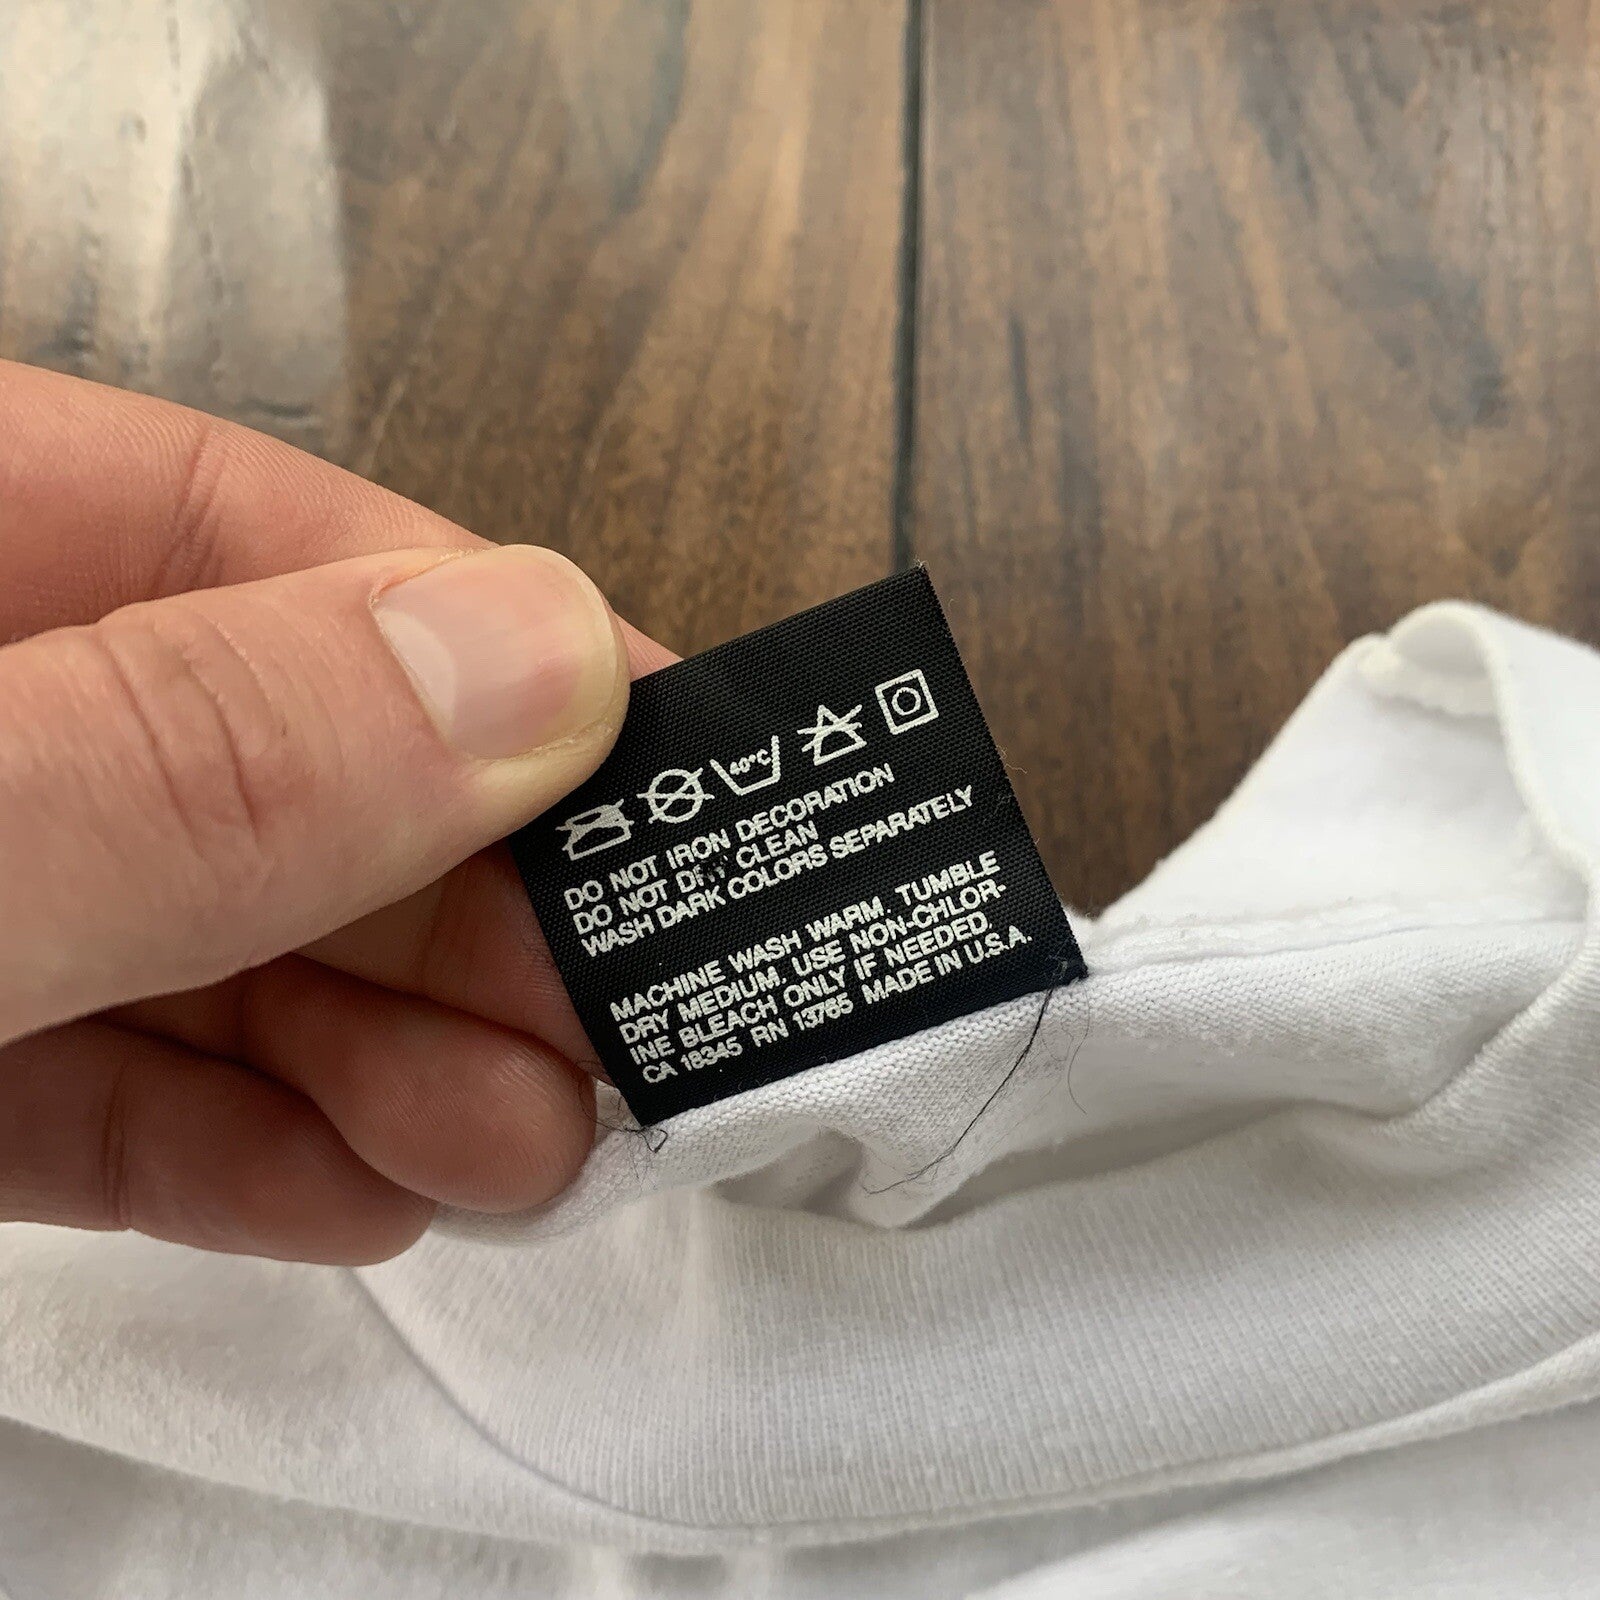 40°C
DO NOT IRON DECORATION
DO NOT DRY CLEAN
WASH DARK COLORS SEPARATELY
MACHINE WASH WARM. TUMBLE
DRY MEDIUM. USE NON-CHLOR-
INE BLEACH ONLY IF NEEDED.
CA 18345 RN 13765 MADE IN U.S.A.